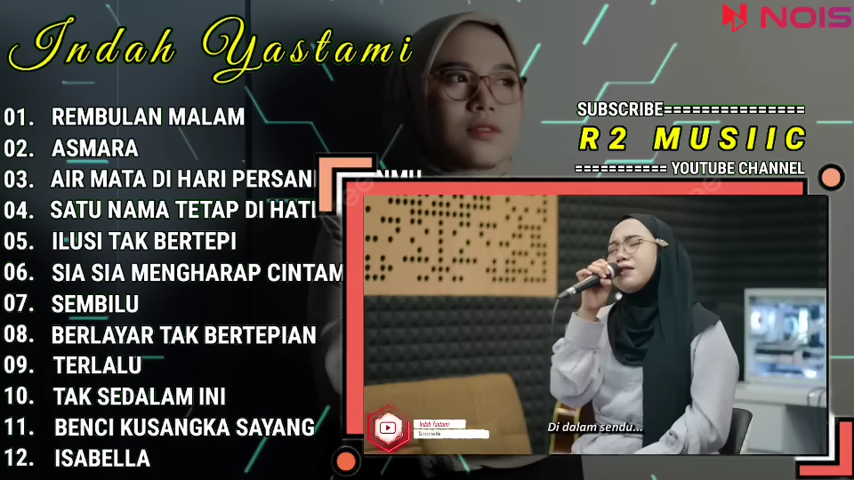 Indah Yastami
NOIS
01. REMBULAN MALAM
02. ASMARA
03. AIR MATA DI HARI
04. SATU NAMA TETAP DI HATI
05. ILUSI TAK BERTEPI
06. SIA SIA MENGHARAP CINTAM
07. SEMBILU
08. BERLAYAR TAK BERTEPIAN
09. TERLALU
10. TAK SEDALAM INI
11. BENCI KUSANGKA SAYANG
12. ISABELLA
SUBSCRIBE===============
R2 MUSIIC
=========== YOUTUBE CHANNEL
Indah Yastami
Di dalam sendu...